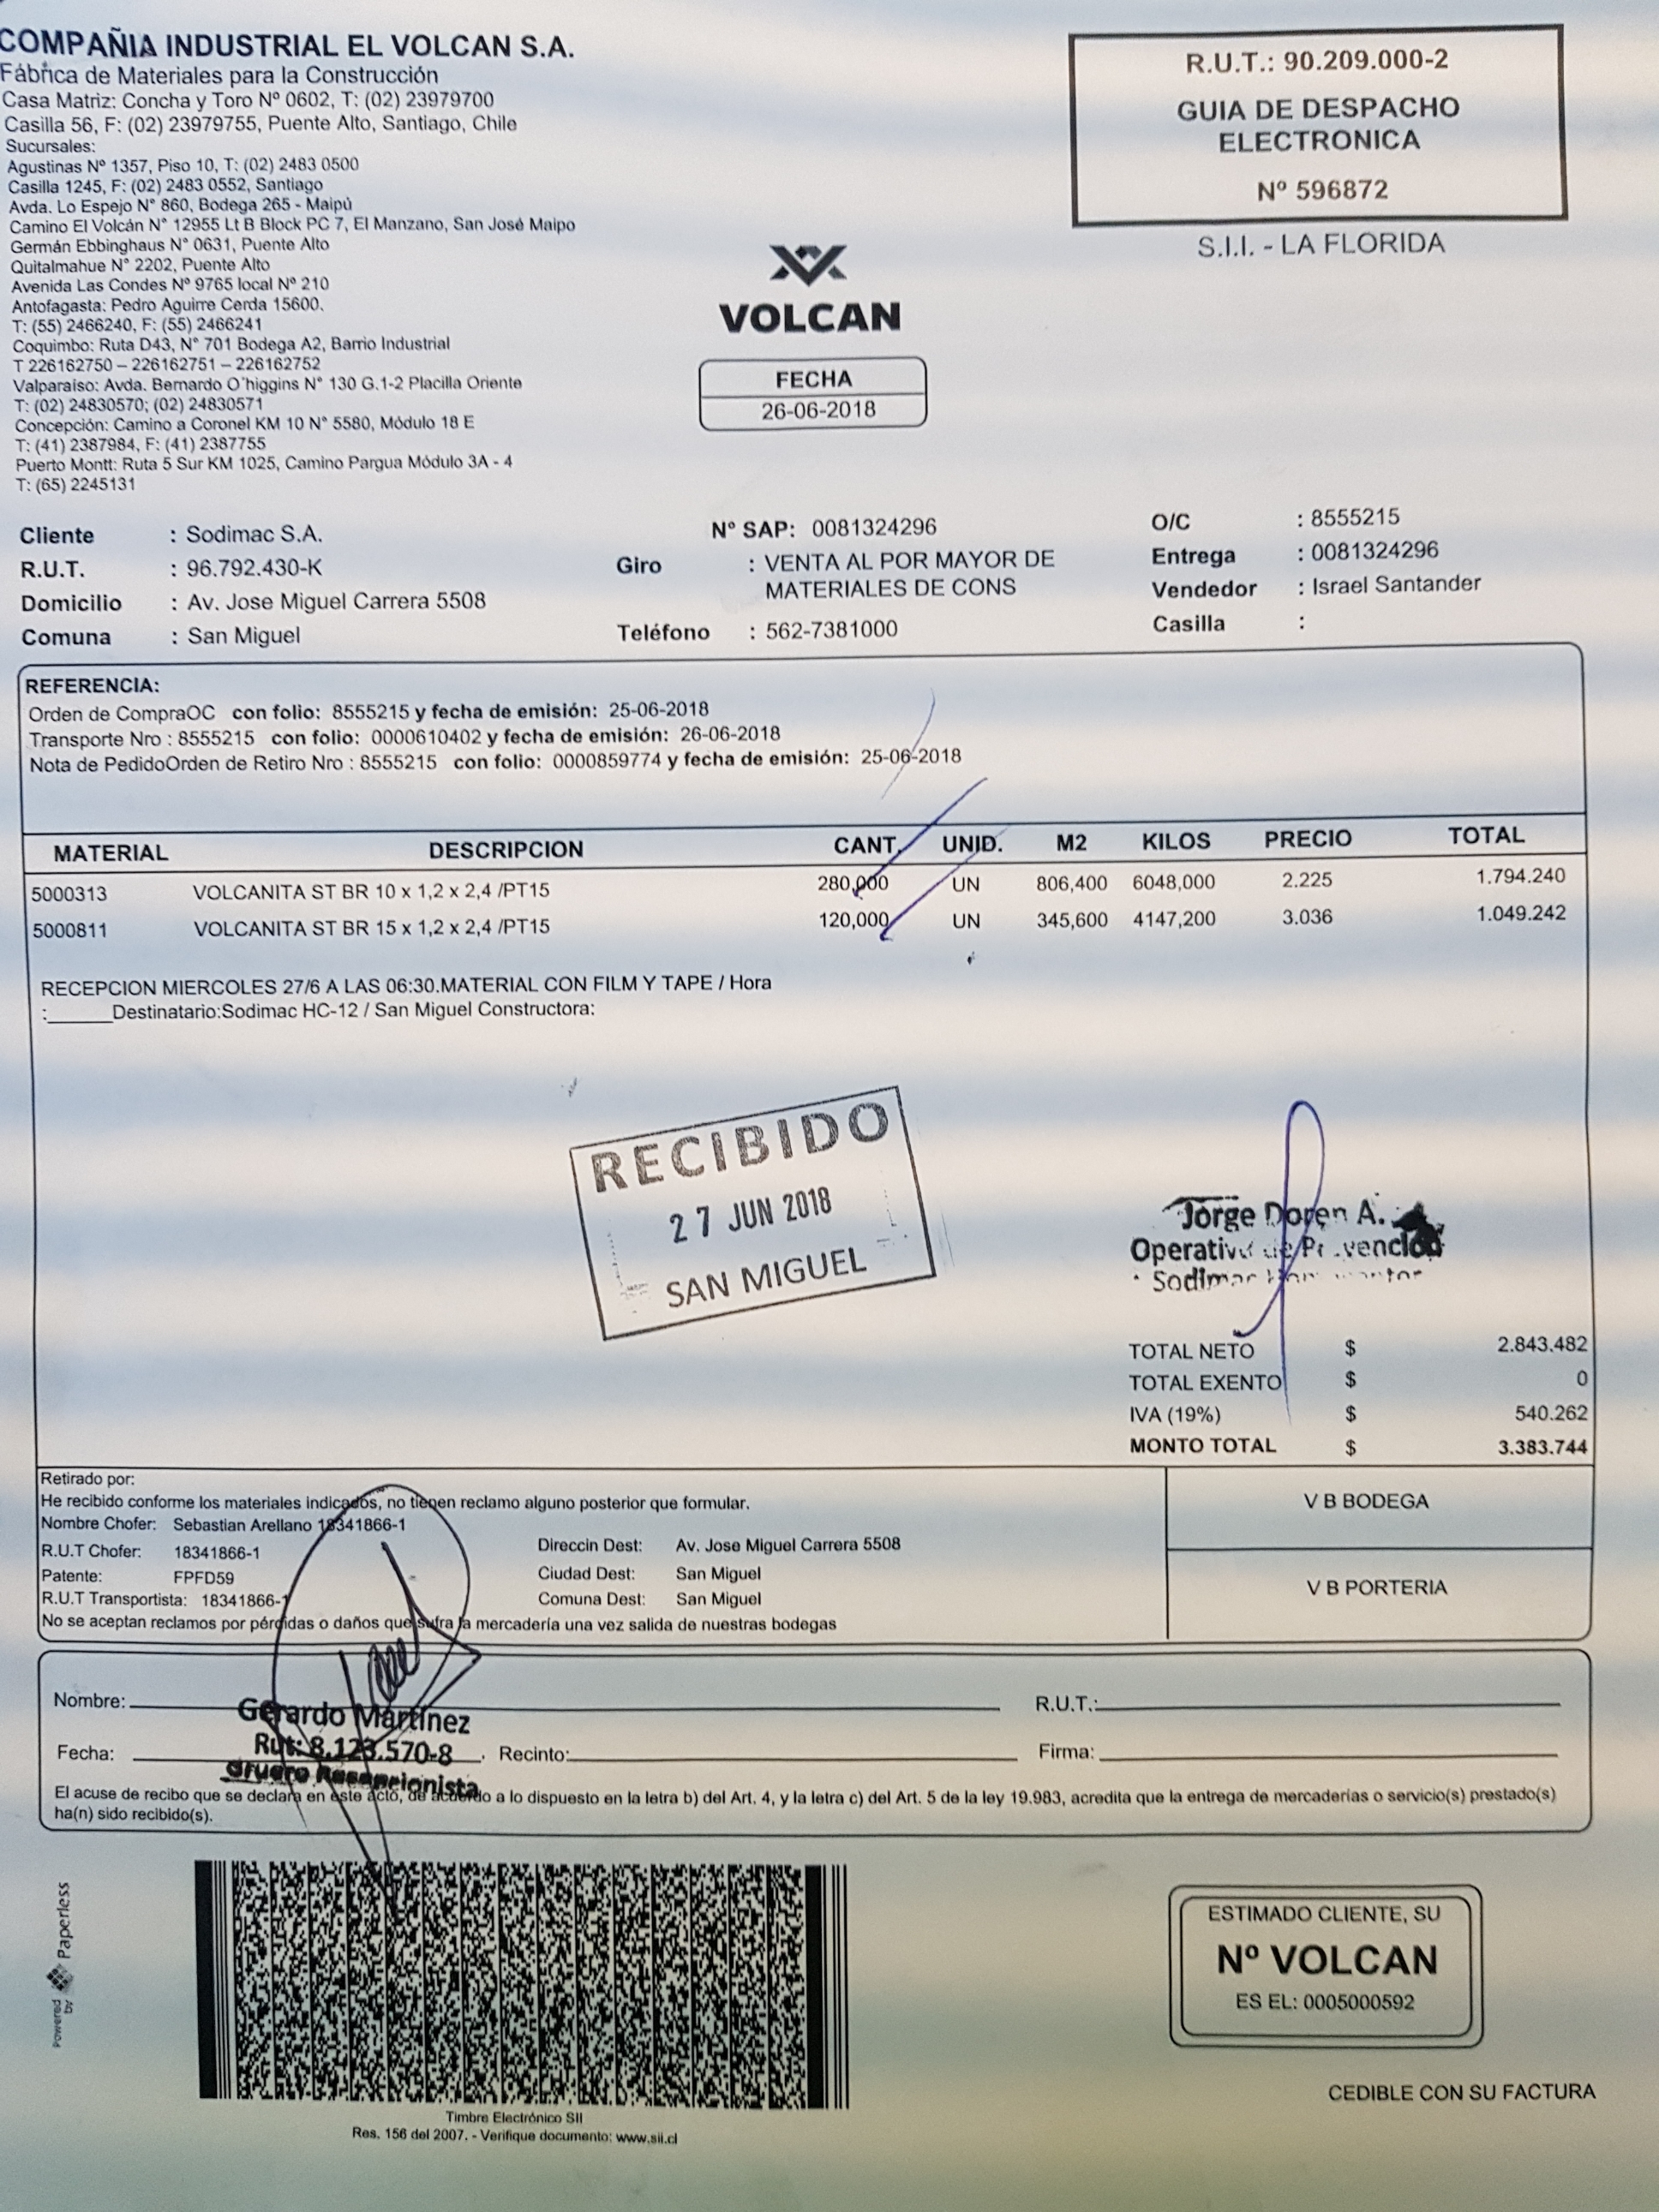 COMPAÑIA INDUSTRIAL EL VOLCAN S.A.
Fábrica de Materiales para la Construcción
Casa Matriz: Concha y Toro Nº 0602, T: (02) 23979700
Casilla 56, F: (02) 23979755, Puente Alto, Santiago, Chile
Sucursales:
Agustinas Nº 1357, Piso 10, T: (02) 2483 0500
Casilla 1245, F: (02) 2483 0552, Santiago
Avda. Lo Espejo N° 860, Bodega 265 - Maipú
Camino El Volcán N° 12955 Lt B Block PC 7, El Manzano, San José Maipo
Germán Ebbinghaus N° 0631, Puente Alto
Quitalmahue N° 2202, Puente Alto
Avenida Las Condes Nº 9765 local Nº 210
Antofagasta: Pedro Aguirre Cerda 15600.
T: (55) 2466240, F: (55) 2466241
Coquimbo: Ruta D43, N° 701 Bodega A2, Barrio Industrial
T 226162750 – 226162751 – 226162752
Valparaiso: Avda. Bernardo O´higgins N° 130 G.1-2 Placilla Oriente
T: (02) 24830570; (02) 24830571
Concepción: Camino a Coronel KM 10 N° 5580, Módulo 18 E
T: (41) 2387984, F: (41) 2387755
Puerto Montt: Ruta 5 Sur KM 1025, Camino Pargua Módulo 3A - 4
T: (65) 2245131
R.U.T.: 90.209.000-2
GUIA DE DESPACHO
ELECTRONICA
Nº 596872
S.I.I. - LA FLORIDA
VOLCAN
FECHA
26-06-2018
Cliente : Sodimac S.A.
R.U.T. : 96.792.430-K
Domicilio : Av. Jose Miguel Carrera 5508
Comuna : San Miguel
Nº SAP: 0081324296
Giro : VENTA AL POR MAYOR DE
MATERIALES DE CONS
Teléfono : 562-7381000
O/C : 8555215
Entrega : 0081324296
Vendedor : Israel Santander
Casilla :
REFERENCIA:
Orden de CompraOC con folio: 8555215 y fecha de emisión: 25-06-2018
Transporte Nro : 8555215 con folio: 0000610402 y fecha de emisión: 26-06-2018
Nota de PedidoOrden de Retiro Nro : 8555215 con folio: 0000859774 y fecha de emisión: 25-06-2018
MATERIAL DESCRIPCION CANT. UNID. M2 KILOS PRECIO TOTAL
5000313 VOLCANITA ST BR 10 x 1,2 x 2,4 /PT15 280,000 UN 806,400 6048,000 2.225 1.794.240
5000811 VOLCANITA ST BR 15 x 1,2 x 2,4 /PT15 120,000 UN 345,600 4147,200 3.036 1.049.242
RECEPCION MIERCOLES 27/6 A LAS 06:30.MATERIAL CON FILM Y TAPE / Hora
:______Destinatario:Sodimac HC-12 / San Miguel Constructora:
RECIBIDO
27 JUN 2018
SAN MIGUEL
Jorge Doren A.
Operativo de Prevención
Sodimac
TOTAL NETO $ 2.843.482
TOTAL EXENTO $ 0
IVA (19%) $ 540.262
MONTO TOTAL $ 3.383.744
Retirado por:
He recibido conforme los materiales indicados, no tienen reclamo alguno posterior que formular.
Nombre Chofer: Sebastian Arellano 18341866-1
R.U.T Chofer: 18341866-1
Patente: FPFD59
R.U.T Transportista: 18341866-1
Direccin Dest: Av. Jose Miguel Carrera 5508
Ciudad Dest: San Miguel
Comuna Dest: San Miguel
No se aceptan reclamos por pérdidas o daños que sufra la mercadería una vez salida de nuestras bodegas
V B BODEGA
V B PORTERIA
Nombre: R.U.T.:
Gerardo Martinez
Rut: 8.123.570-8
Gruero Recepcionista
Fecha: Recinto: Firma:
El acuse de recibo que se declara en este acto, de acuerdo a lo dispuesto en la letra b) del Art. 4, y la letra c) del Art. 5 de la ley 19.983, acredita que la entrega de mercaderías o servicio(s) prestado(s)
ha(n) sido recibido(s).
Powered by Paperless
Timbre Electrónico SII
Res. 156 del 2007. - Verifique documento: www.sii.cl
ESTIMADO CLIENTE, SU
Nº VOLCAN
ES EL: 0005000592
CEDIBLE CON SU FACTURA